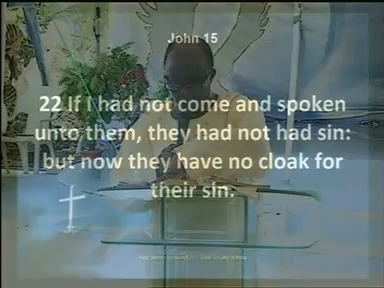 John 15
22 If I had not come and spoken
unto them, they had not had sin:
but now they have no cloak for
their sin.